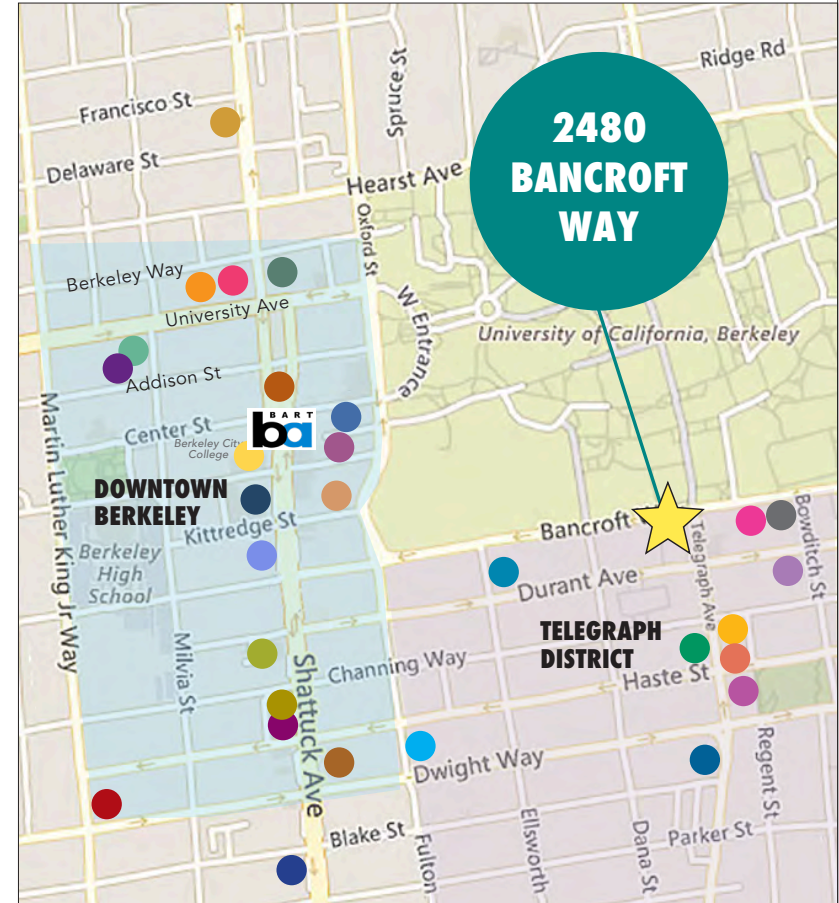 Ridge Rd
Spruce St
Francisco St
2480
BANCROFT
WAY
Delaware St
Hearst Ave
Oxford St
Berkeley Way
University Ave
W Entrance
University of California, Berkeley
Addison St
Martin Luther King Jr Way
BART
ba
Center St
Berkeley City
College
DOWNTOWN
BERKELEY
Kittredge St
Bancroft
Telegraph Ave
Bowditch St
Berkeley
High
School
Durant Ave
TELEGRAPH
DISTRICT
Milvia St
Shattuck Ave
Channing Way
Haste St
Dwight Way
Regent St
Blake St
Fulton
Ellsworth
Dana St
Parker St